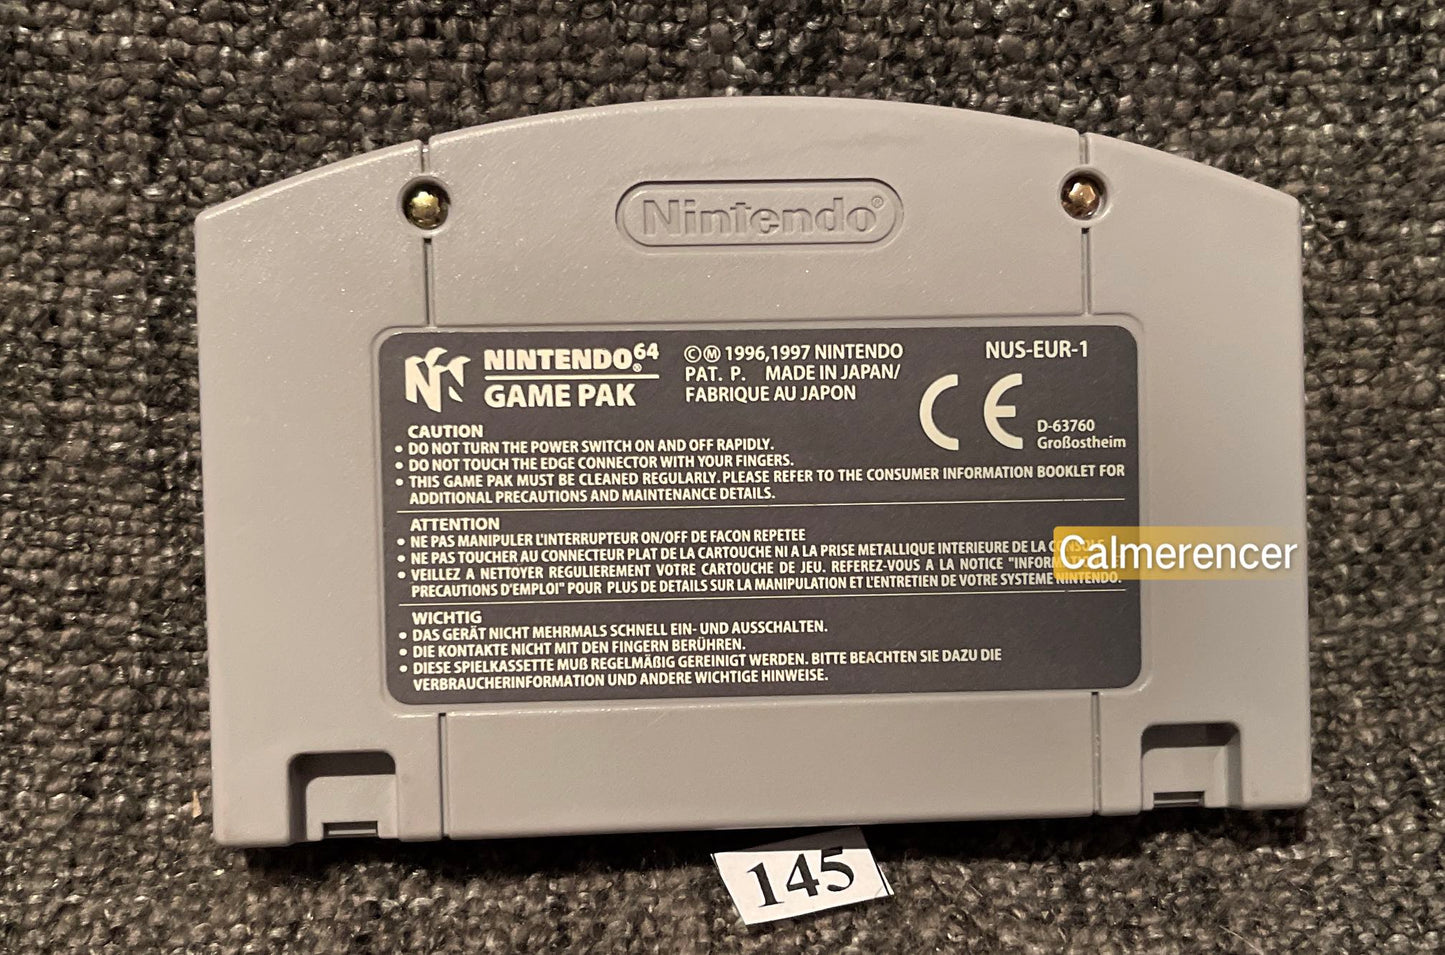 Nintendo®
NINTENDO®64
GAME PAK
©Ⓜ 1996,1997 NINTENDO
PAT. P. MADE IN JAPAN/
FABRIQUE AU JAPON
NUS-EUR-1
CE
D-63760
Großostheim
CAUTION
• DO NOT TURN THE POWER SWITCH ON AND OFF RAPIDLY.
• DO NOT TOUCH THE EDGE CONNECTOR WITH YOUR FINGERS.
• THIS GAME PAK MUST BE CLEANED REGULARLY. PLEASE REFER TO THE CONSUMER INFORMATION BOOKLET FOR
ADDITIONAL PRECAUTIONS AND MAINTENANCE DETAILS.
ATTENTION
• NE PAS MANIPULER L'INTERRUPTEUR ON/OFF DE FACON REPETEE
• NE PAS TOUCHER AU CONNECTEUR PLAT DE LA CARTOUCHE NI A LA PRISE METALLIQUE INTERIEURE DE LA CONSOLE
• VEILLEZ A NETTOYER REGULIEREMENT VOTRE CARTOUCHE DE JEU. REFEREZ-VOUS A LA NOTICE
PRECAUTIONS D'EMPLOI" POUR PLUS DE DETAILS SUR LA MANIPULATION ET L'ENTRETIEN DE VOTRE SYSTEME NINTENDO.
Calmerencer
WICHTIG
• DAS GERÄT NICHT MEHRMALS SCHNELL EIN- UND AUSSCHALTEN.
• DIE KONTAKTE NICHT MIT DEN FINGERN BERÜHREN.
• DIESE SPIELKASSETTE MUß REGELMÄßIG GEREINIGT WERDEN. BITTE BEACHTEN SIE DAZU DIE
VERBRAUCHERINFORMATION UND ANDERE WICHTIGE HINWEISE.
145